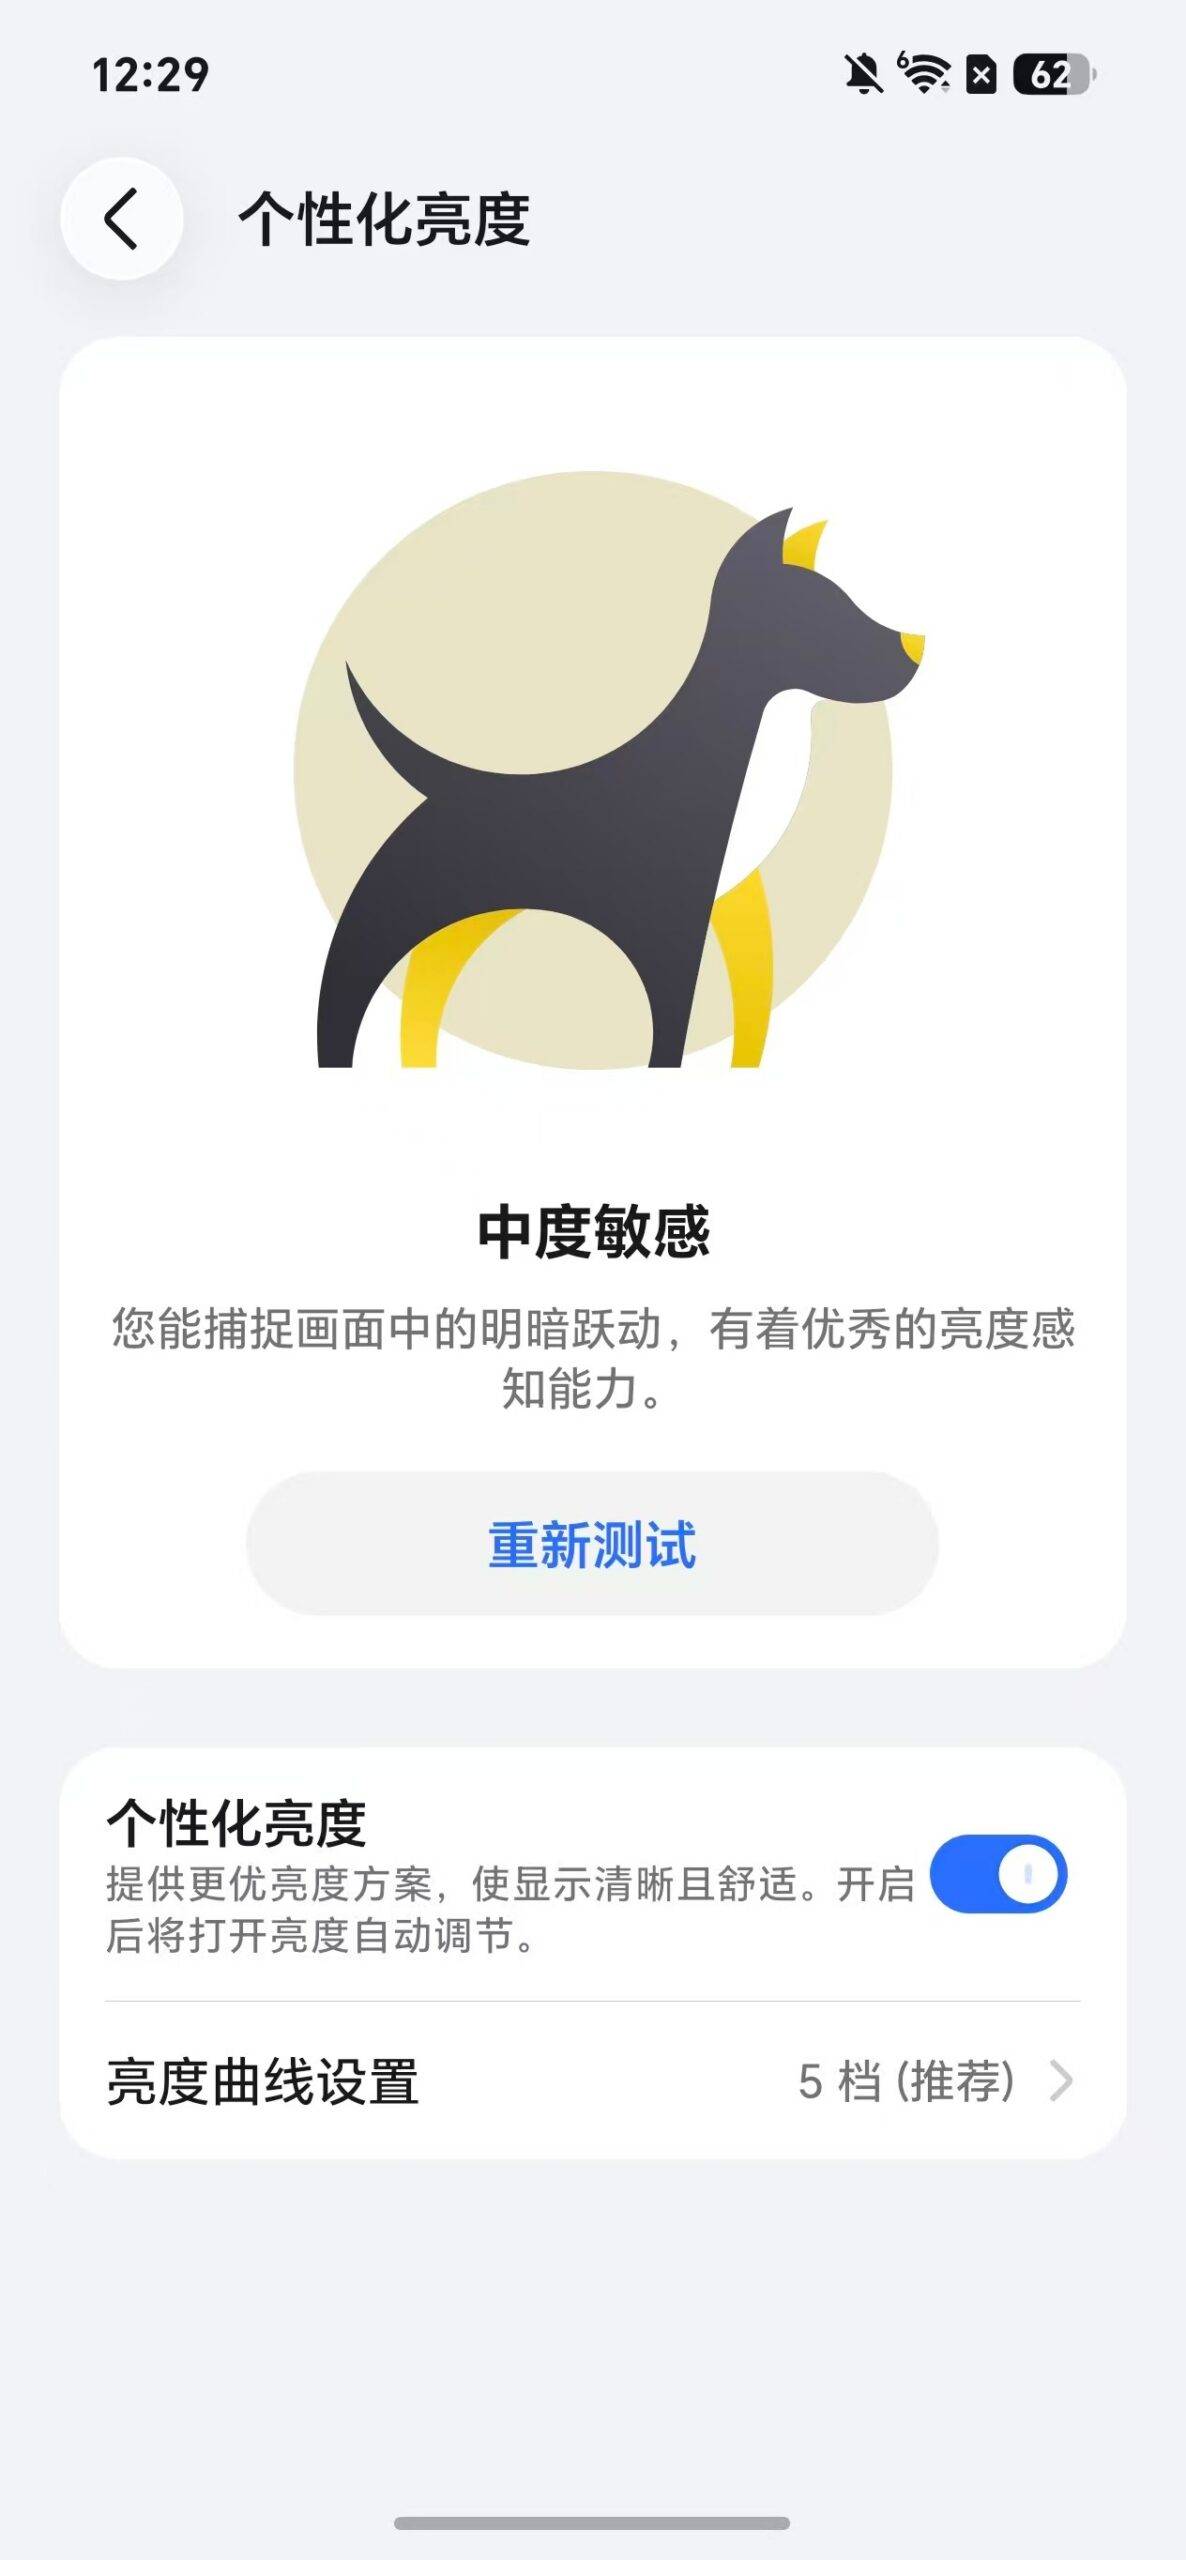 12:29
6
62
个性化亮度
中度敏感
您能捕捉画面中的明暗跃动，有着优秀的亮度感
知能力。
重新测试
个性化亮度
提供更优亮度方案，使显示清晰且舒适。开启
后将打开亮度自动调节。
亮度曲线设置
5 档 (推荐)